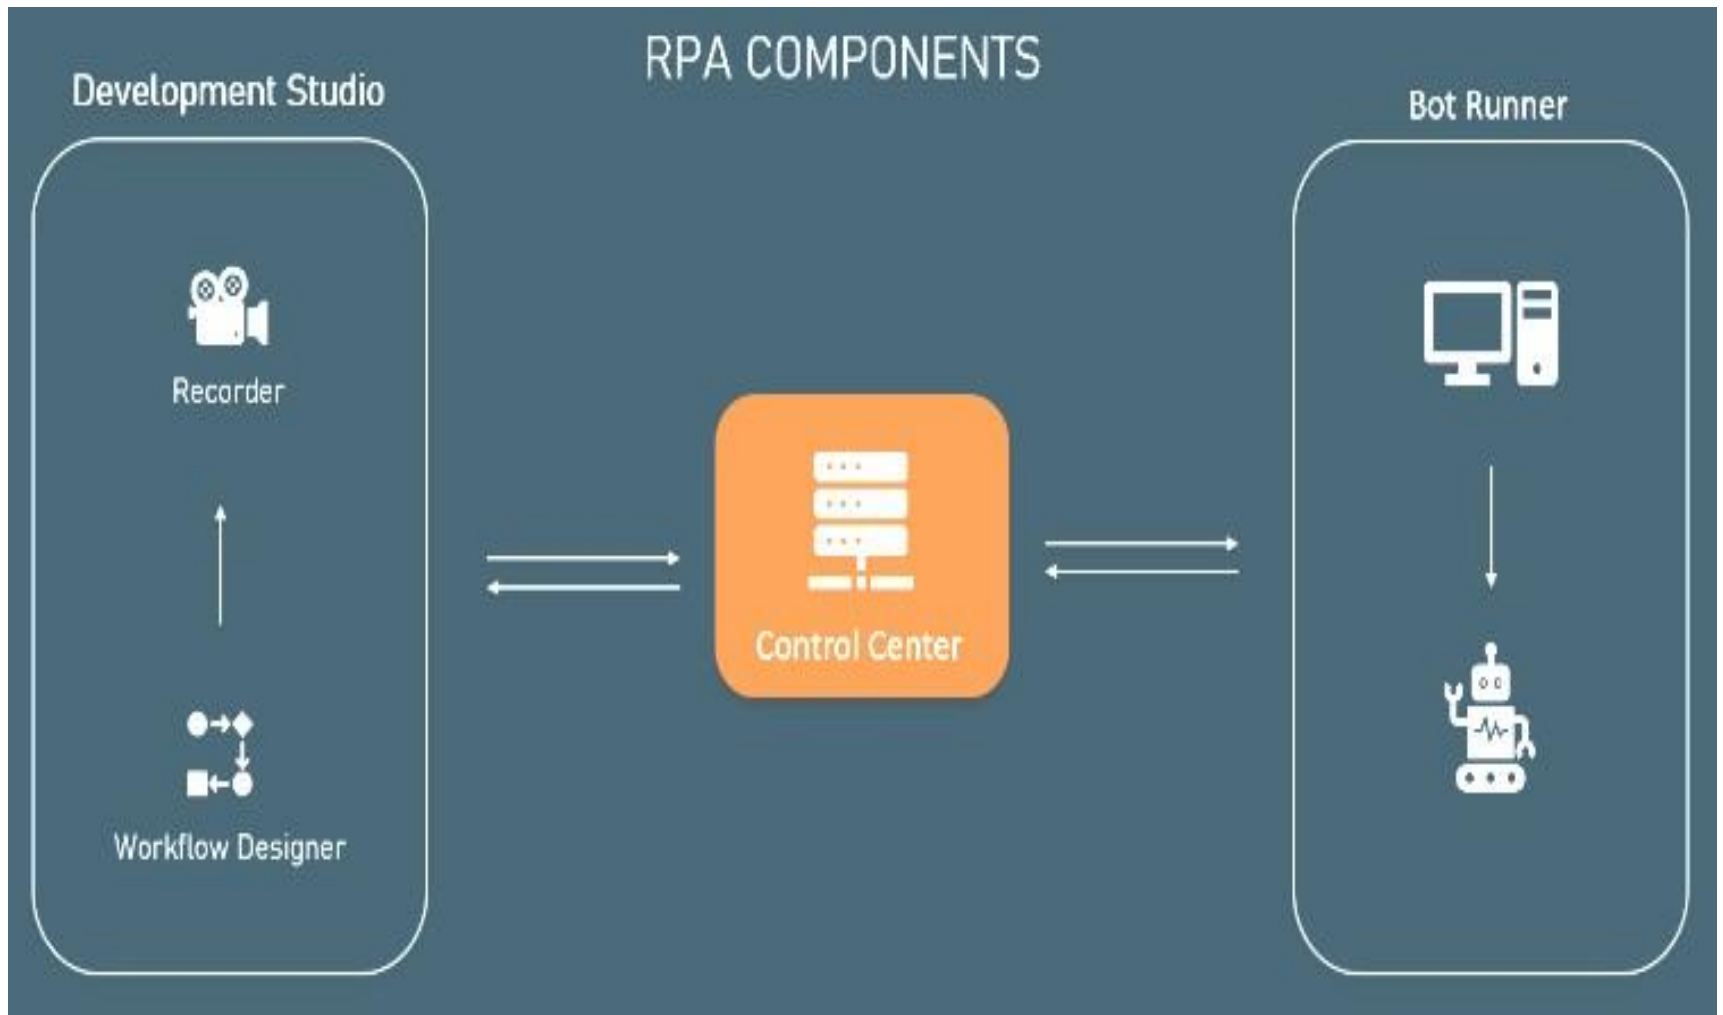 RPA COMPONENTS
Development Studio
Bot Runner
Recorder
Control Center
Workflow Designer